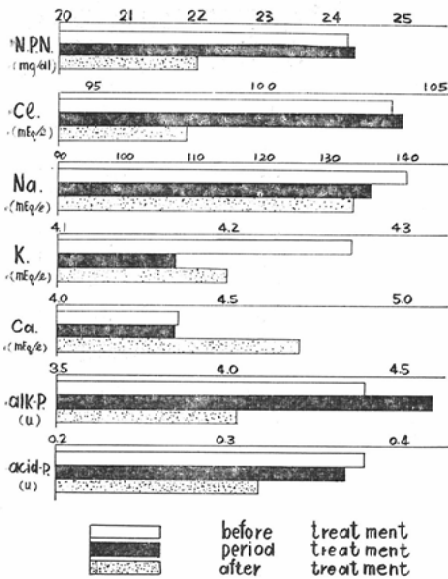 20 21 22 23 24 25
N.P.N.
(mg/dl)
95 100 105
Cl.
(mEq/ℓ)
90 100 110 120 130 140
Na.
(mEq/ℓ)
4.1 4.2 4.3
K.
(mEq/ℓ)
4.0 4.5 5.0
Ca.
(mEq/ℓ)
3.5 4.0 4.5
alk-P.
(u.)
0.2 0.3 0.4
acid-p.
(u)
before treatment
period treatment
after treatment